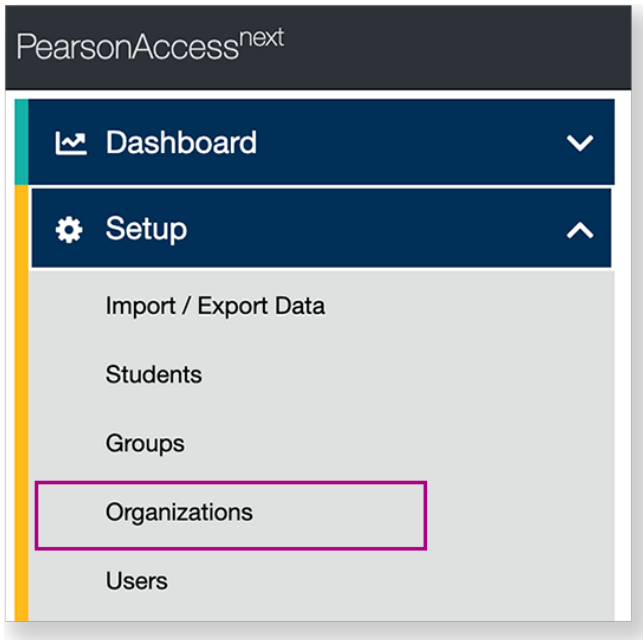 PearsonAccessnext
Dashboard
Setup
Import / Export Data
Students
Groups
Organizations
Users